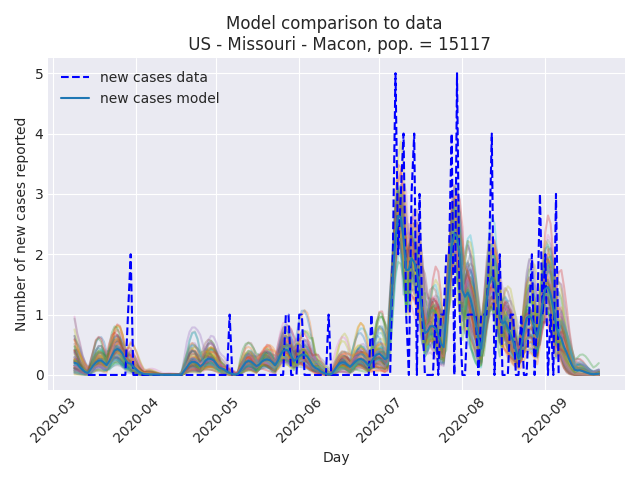 Model comparison to data
US - Missouri - Macon, pop. = 15117
Number of new cases reported
5
4
3
2
1
0
new cases data
new cases model
2020-03
2020-04
2020-05
2020-06
2020-07
2020-08
2020-09
Day